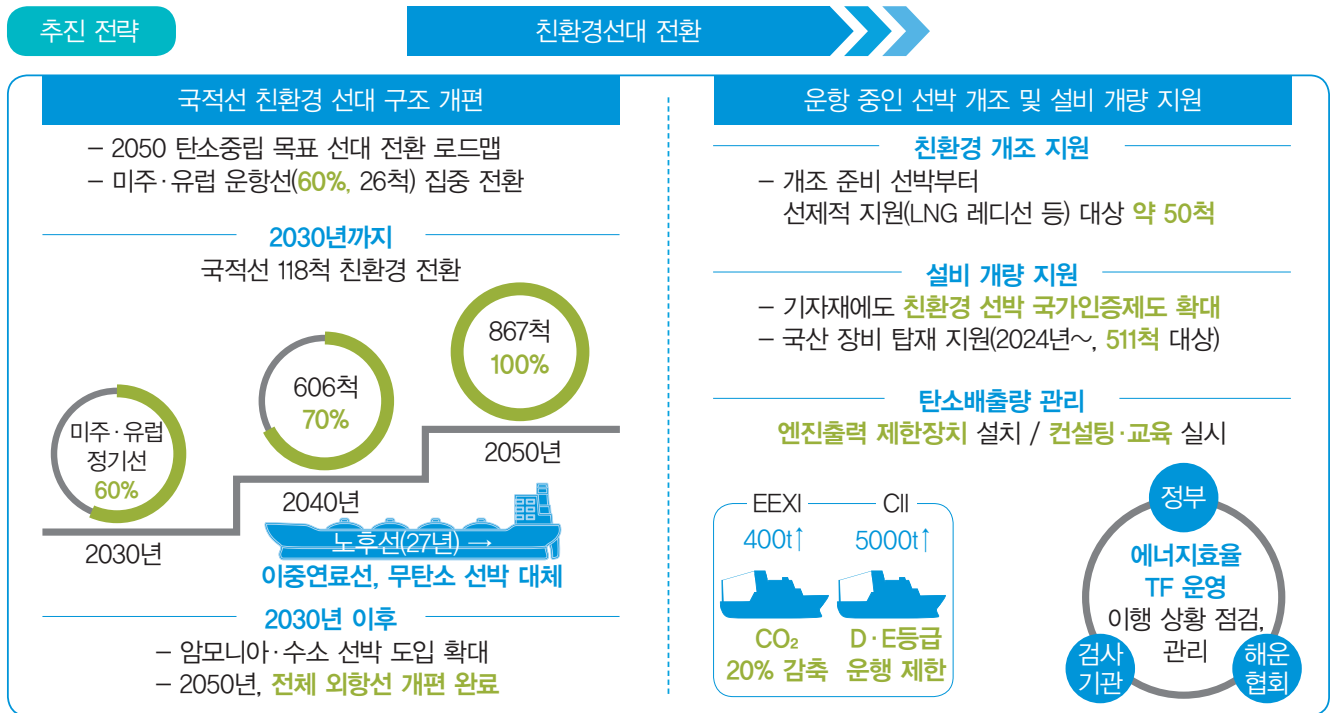 추진 전략
친환경선대 전환
국적선 친환경 선대 구조 개편
– 2050 탄소중립 목표 선대 전환 로드맵
– 미주·유럽 운항선(60%, 26척) 집중 전환
2030년까지
국적선 118척 친환경 전환
미주·유럽
정기선
60%
2030년
606척
70%
2040년
867척
100%
2050년
노후선(27년) →
이중연료선, 무탄소 선박 대체
2030년 이후
– 암모니아·수소 선박 도입 확대
– 2050년, 전체 외항선 개편 완료
운항 중인 선박 개조 및 설비 개량 지원
친환경 개조 지원
– 개조 준비 선박부터
선제적 지원(LNG 레디선 등) 대상 약 50척
설비 개량 지원
– 기자재에도 친환경 선박 국가인증제도 확대
– 국산 장비 탑재 지원(2024년~, 511척 대상)
탄소배출량 관리
엔진출력 제한장치 설치 / 컨설팅·교육 실시
EEXI
400t↑
CO₂
20% 감축
CII
5000t↑
D·E등급
운행 제한
정부
에너지효율
TF 운영
이행 상황 점검,
관리
검사
기관
해운
협회